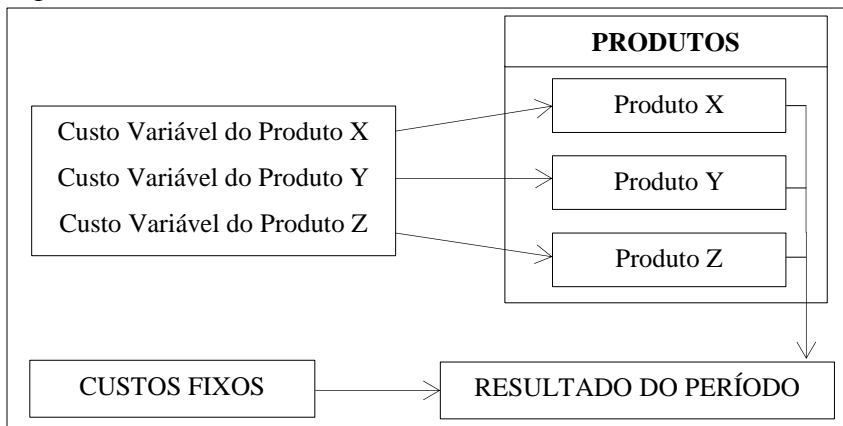 PRODUTOS
Produto X
Custo Variável do Produto X
Custo Variável do Produto Y
Produto Y
Custo Variável do Produto Z
Produto Z
CUSTOS FIXOS
RESULTADO DO PERÍODO